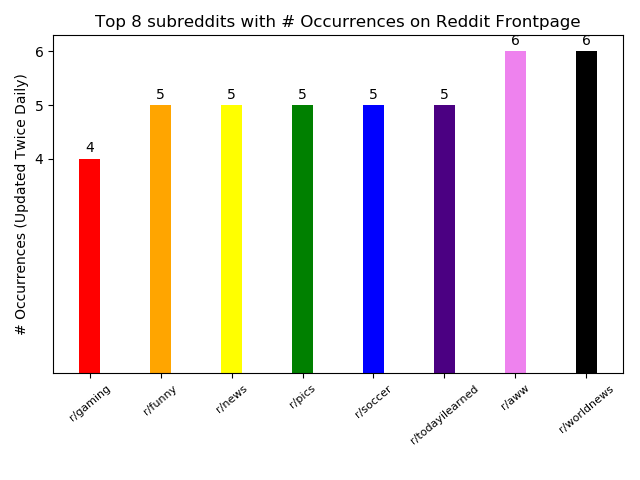 Top 8 subreddits with # Occurrences on Reddit Frontpage
# Occurrences (Updated Twice Daily)
6
5
4
4
5
5
5
5
5
6
6
r/gaming
r/funny
r/news
r/pics
r/soccer
r/todayilearned
r/aww
r/worldnews